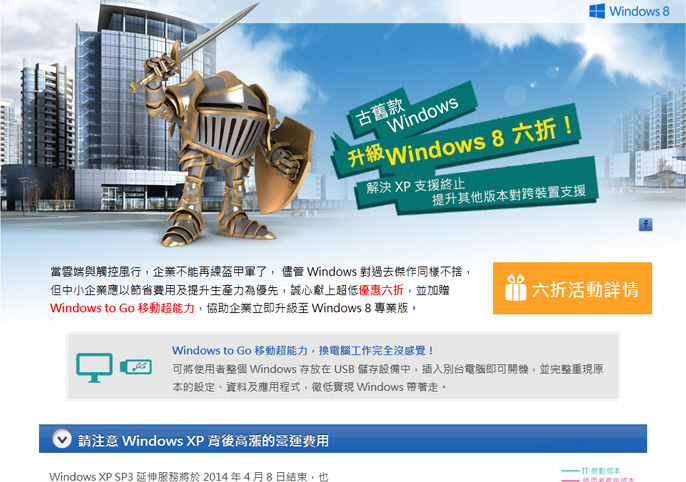 Windows 8
古舊款
Windows
升級Windows 8 六折！
解決 XP 支援終止
提升其他版本對跨裝置支援
當雲端與觸控風行，企業不能再練盔甲軍了， 儘管 Windows 對過去傑作同樣不捨，
但中小企業應以節省費用及提升生產力為優先，誠心獻上超低優惠六折，並加贈
Windows to Go 移動超能力，協助企業立即升級至 Windows 8 專業版。
六折活動詳情
Windows to Go 移動超能力，換電腦工作完全沒感覺！
可將使用者整個 Windows 存放在 USB 儲存設備中，插入別台電腦即可開機，並完整重現原
本的設定、資料及應用程式，徹低實現 Windows 帶著走。
請注意 Windows XP 背後高漲的營運費用
Windows XP SP3 延伸服務將於 2014 年 4 月 8 日結束，也
IT 勞動成本